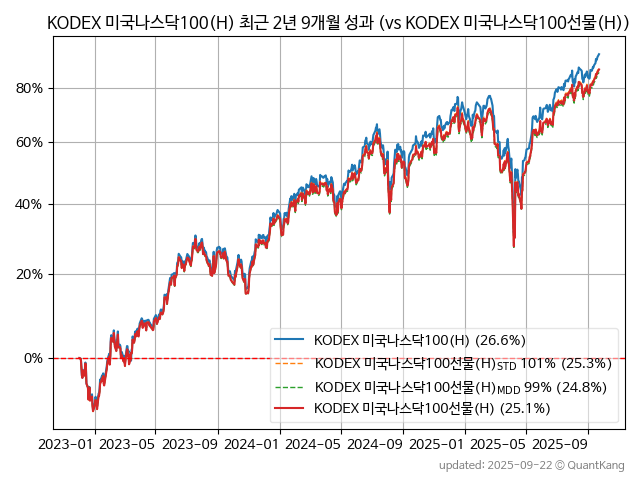 KODEX 미국나스닥100(H) 최근 2년 9개월 성과 (vs KODEX 미국나스닥100선물(H))
80%
60%
40%
20%
0%
KODEX 미국나스닥100(H) (26.6%)
KODEX 미국나스닥100선물(H)STD 101% (25.3%)
KODEX 미국나스닥100선물(H)MDD 99% (24.8%)
KODEX 미국나스닥100선물(H) (25.1%)
2023-01 2023-05 2023-09 2024-01 2024-04 2024-09 2025-01 2025-05 2025-09
updated: 2025-09-22 ⓒ QuantKang